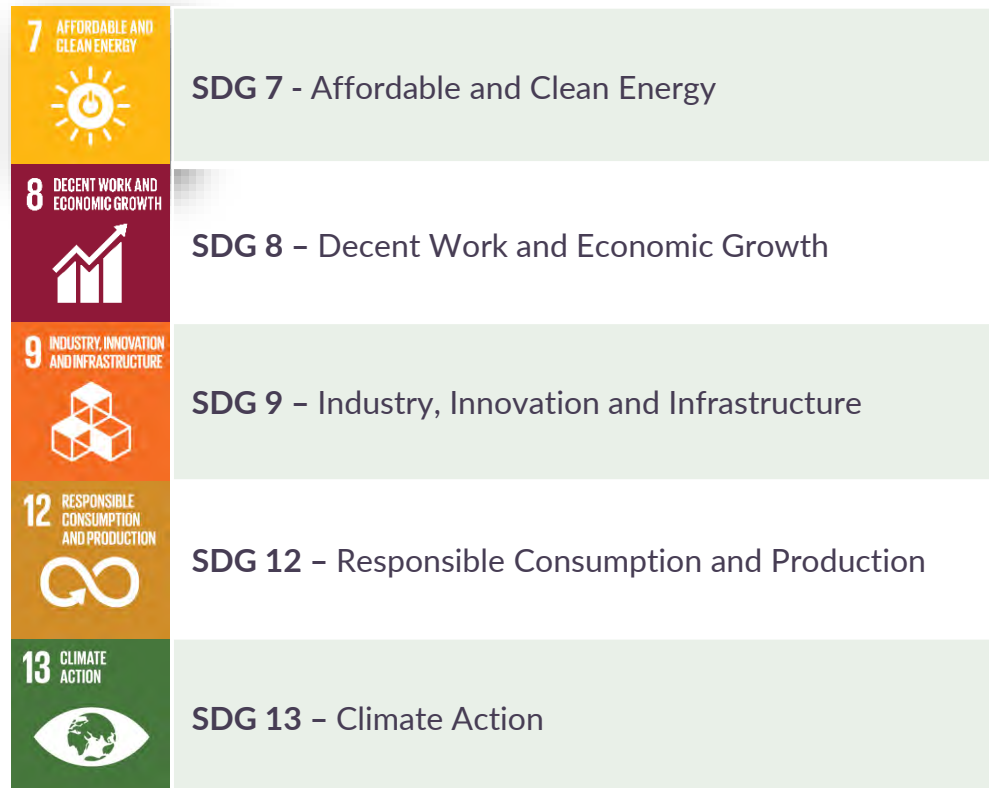 7 AFFORDABLE AND
CLEAN ENERGY
SDG 7 - Affordable and Clean Energy
8 DECENT WORK AND
ECONOMIC GROWTH
SDG 8 – Decent Work and Economic Growth
9 INDUSTRY, INNOVATION
AND INFRASTRUCTURE
SDG 9 – Industry, Innovation and Infrastructure
12 RESPONSIBLE
CONSUMPTION
AND PRODUCTION
SDG 12 – Responsible Consumption and Production
13 CLIMATE
ACTION
SDG 13 – Climate Action